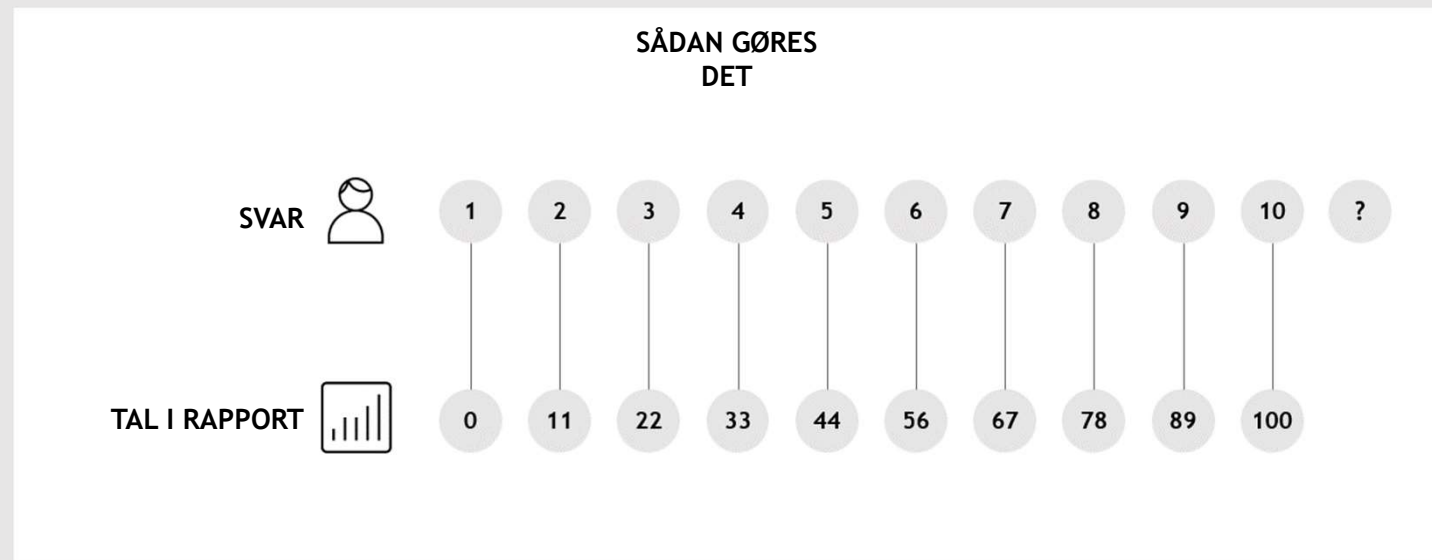 SÅDAN GØRES
DET
SVAR 1 2 3 4 5 6 7 8 9 10 ?
TAL I RAPPORT 0 11 22 33 44 56 67 78 89 100